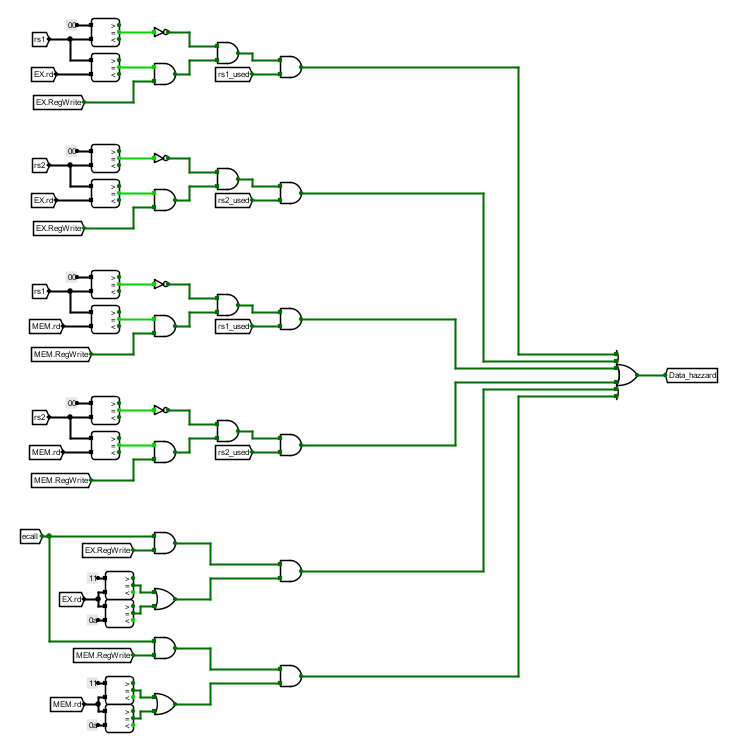 00
>
=
<
rs1
>
=
<
EX.rd
rs1_used
EX.RegWrite
00
>
=
<
rs2
>
=
<
EX.rd
rs2_used
EX.RegWrite
00
>
=
<
rs1
>
=
<
MEM.rd
rs1_used
MEM.RegWrite
Data_hazzard
00
>
=
<
rs2
>
=
<
MEM.rd
rs2_used
MEM.RegWrite
ecall
EX.RegWrite
11
>
=
<
EX.rd
>
=
<
0a
MEM.RegWrite
11
>
=
<
MEM.rd
>
=
<
0a